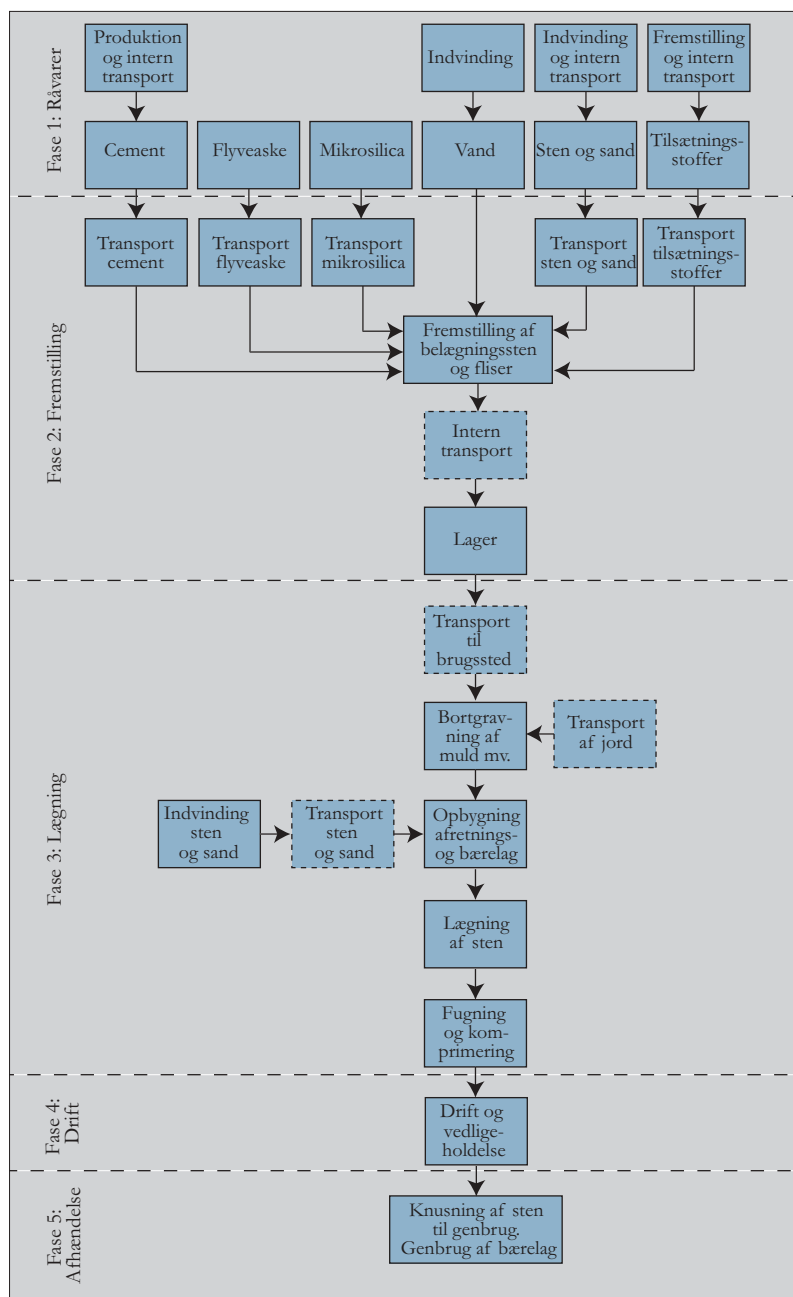 Fase 1: Råvarer
Produktion
og intern
transport
Indvinding
Indvinding
og intern
transport
Fremstilling
og intern
transport
Cement
Flyveaske
Mikrosilica
Vand
Sten og sand
Tilsætnings-
stoffer
Fase 2: Fremstilling
Transport
cement
Transport
flyveaske
Transport
mikrosilica
Transport
sten og sand
Transport
tilsætnings-
stoffer
Fremstilling af
belægningssten
og fliser
Intern
transport
Lager
Fase 3: Lægning
Transport
til
brugssted
Bortgrav-
ning af
muld mv.
Transport
af jord
Indvinding
sten
og sand
Transport
sten
og sand
Opbygning
afretnings-
og bærelag
Lægning
af sten
Fugning
og kom-
primering
Fase 4:
Drift
Drift og
vedlige-
holdelse
Fase 5:
Afhændelse
Knusning af sten
til genbrug.
Genbrug af bærelag